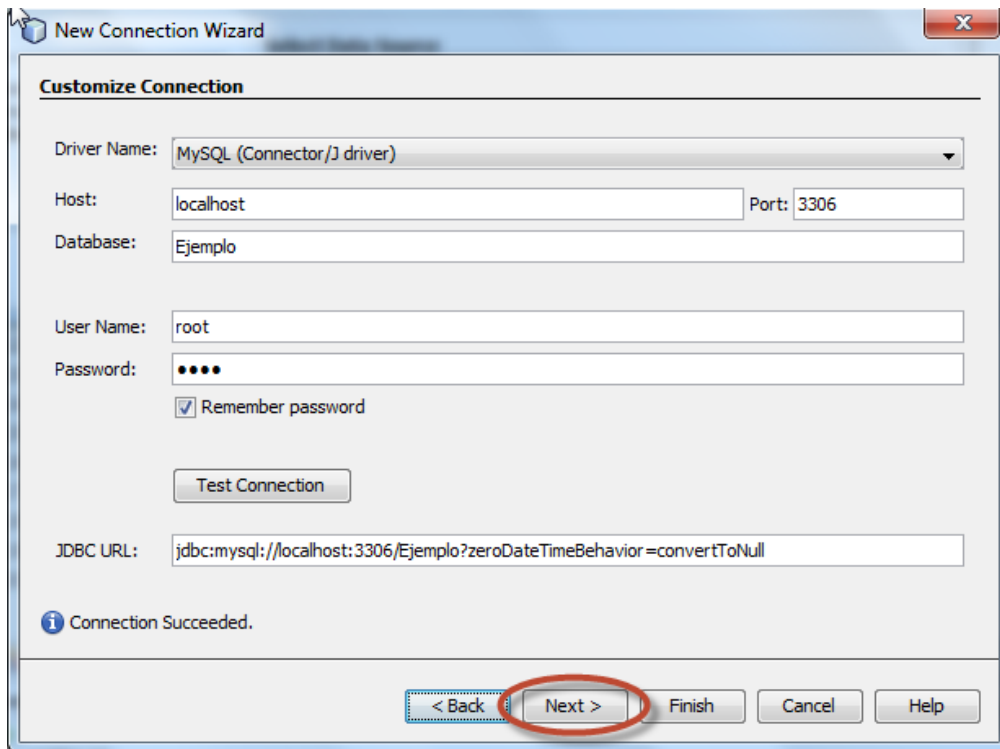 New Connection Wizard
Customize Connection
Driver Name: MySQL (Connector/J driver)
Host: localhost Port: 3306
Database: Ejemplo
User Name: root
Password: ●●●●
Remember password
Test Connection
JDBC URL: jdbc:mysql://localhost:3306/Ejemplo?zeroDateTimeBehavior=convertToNull
Connection Succeeded.
< Back Next > Finish Cancel Help